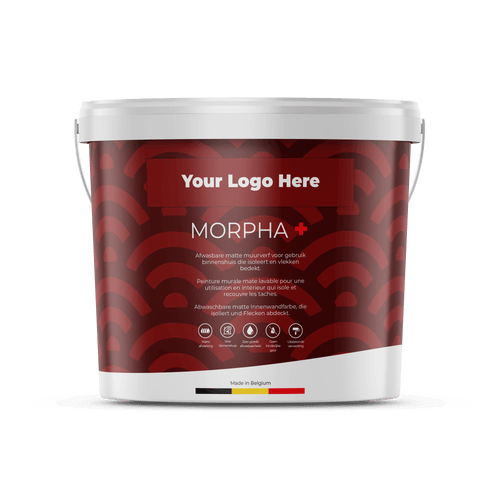 Your Logo Here
MORPHA +
Afwasbare matte muurverf voor gebruik
binnenshuis die isoleert en vlekken
bedekt.
Peinture murale mate lavable pour une
utilisation en intérieur qui isole et
recouvre les taches.
Abwaschbare matte Innenwandfarbe, die
isoliert und Flecken abdeckt.
Made in Belgium